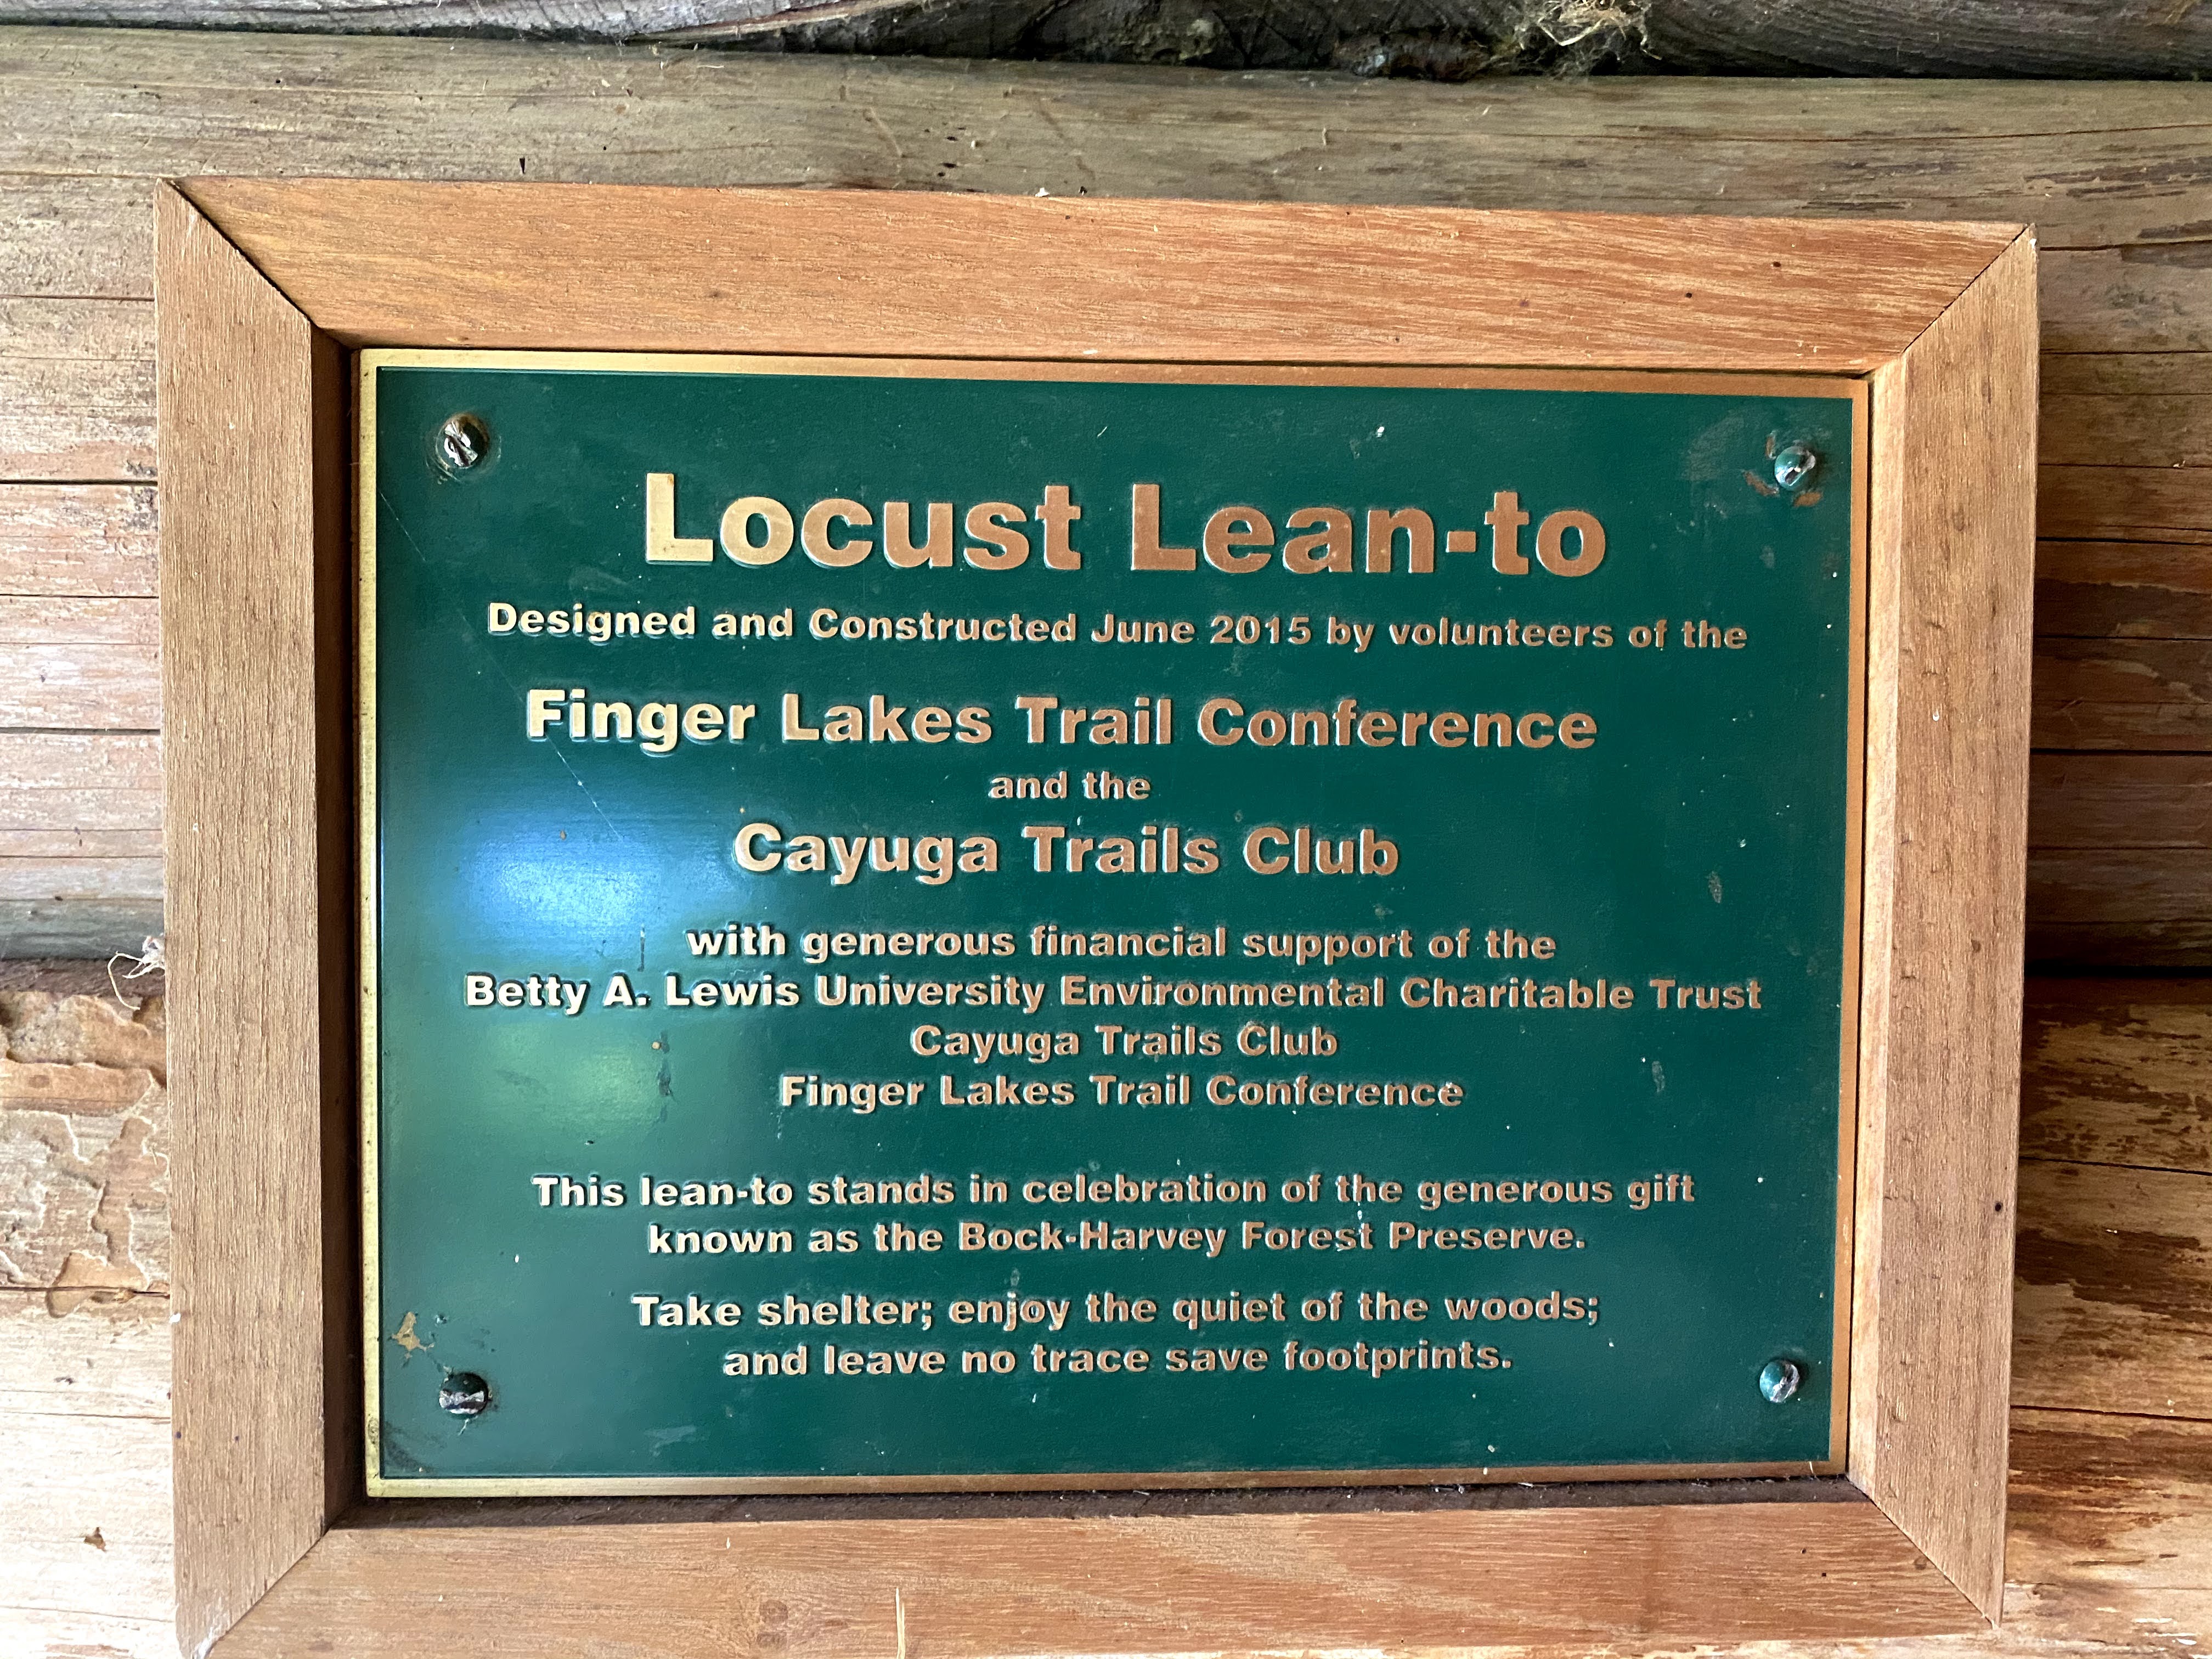 Locust Lean-to
Designed and Constructed June 2015 by volunteers of the
Finger Lakes Trail Conference
and the
Cayuga Trails Club
with generous financial support of the
Betty A. Lewis University Environmental Charitable Trust
Cayuga Trails Club
Finger Lakes Trail Conference
This lean-to stands in celebration of the generous gift
known as the Bock-Harvey Forest Preserve.
Take shelter; enjoy the quiet of the woods;
and leave no trace save footprints.